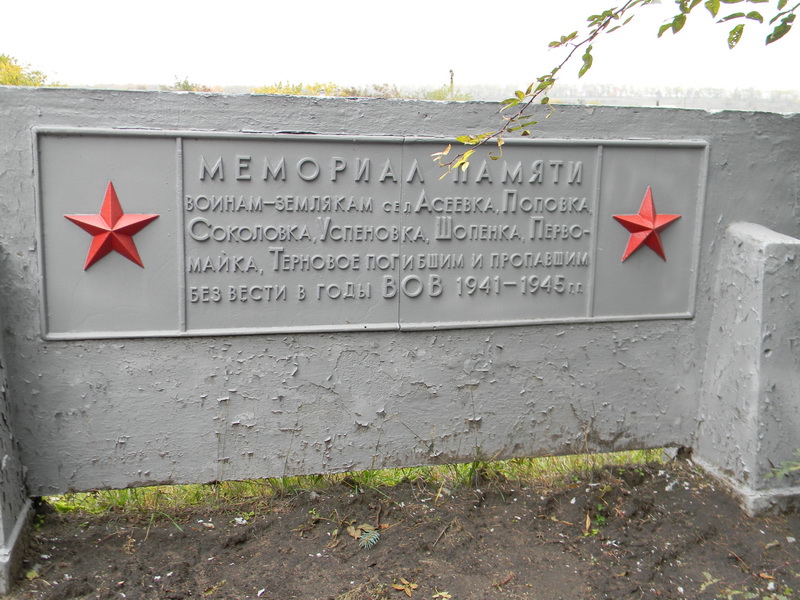 МЕМОРИАЛ ПАМЯТИ
ВОИНАМ-ЗЕМЛЯКАМ СЕЛ АСЕЕВКА, ПОПОВКА,
СОКОЛОВКА, УСПЕНОВКА, ШОПЕНКА, ПЕРВО-
МАЙКА, ТЕРНОВОЕ ПОГИБШИМ И ПРОПАВШИМ
БЕЗ ВЕСТИ В ГОДЫ ВОВ 1941-1945 г.г.